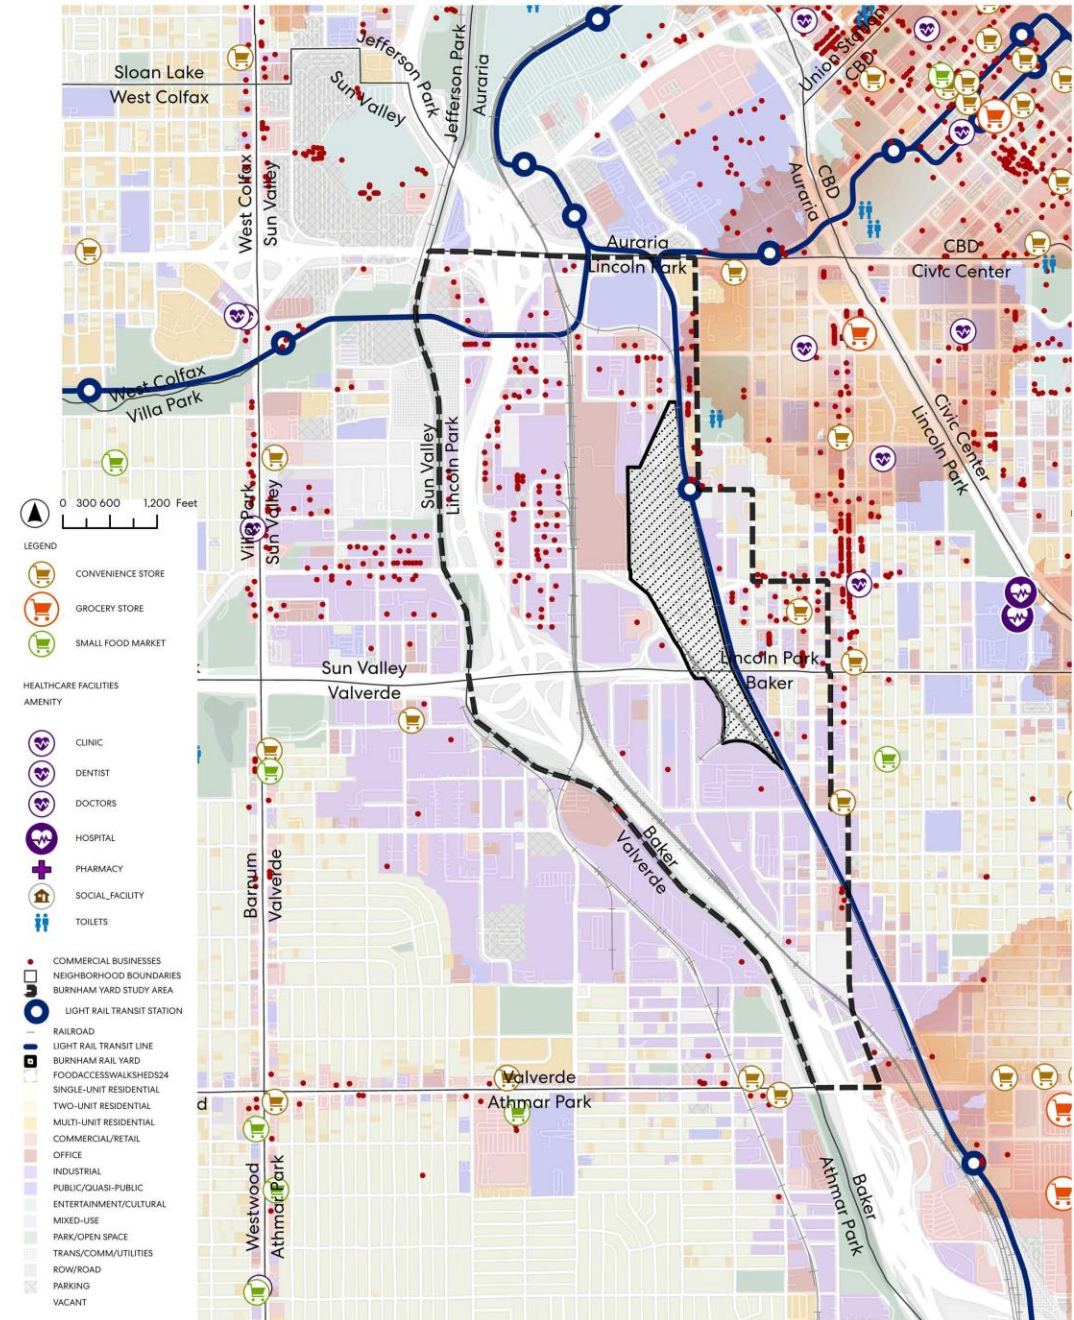 Sloan Lake
West Colfax
Jefferson Park
Sun Valley
Jefferson Park
Auraria
Union Station
CBD
West Colfax
Sun Valley
CBD
Auraria
Auraria
Lincoln Park
CBD
Civic Center
West Colfax
Villa Park
Sun Valley
Lincoln Park
Civic Center
Lincoln Park
Villa Park
Sun Valley
0 300 600 1,200 Feet
LEGEND
CONVENIENCE STORE
GROCERY STORE
SMALL FOOD MARKET
HEALTHCARE FACILITIES
AMENITY
CLINIC
DENTIST
DOCTORS
HOSPITAL
PHARMACY
SOCIAL_FACILITY
TOILETS
COMMERCIAL BUSINESSES
NEIGHBORHOOD BOUNDARIES
BURNHAM YARD STUDY AREA
LIGHT RAIL TRANSIT STATION
RAILROAD
LIGHT RAIL TRANSIT LINE
BURNHAM RAIL YARD
FOODACCESSWALKSHEDS24
SINGLE-UNIT RESIDENTIAL
TWO-UNIT RESIDENTIAL
MULTI-UNIT RESIDENTIAL
COMMERCIAL/RETAIL
OFFICE
INDUSTRIAL
PUBLIC/QUASI-PUBLIC
ENTERTAINMENT/CULTURAL
MIXED-USE
PARK/OPEN SPACE
TRANS/COMM/UTILITIES
ROW/ROAD
PARKING
VACANT
k
Sun Valley
Valverde
Lincoln Park
Baker
Baker
Valverde
Barnum
Valverde
d
Valverde
Athmar Park
Westwood
Athmar Park
Baker
Athmar Park